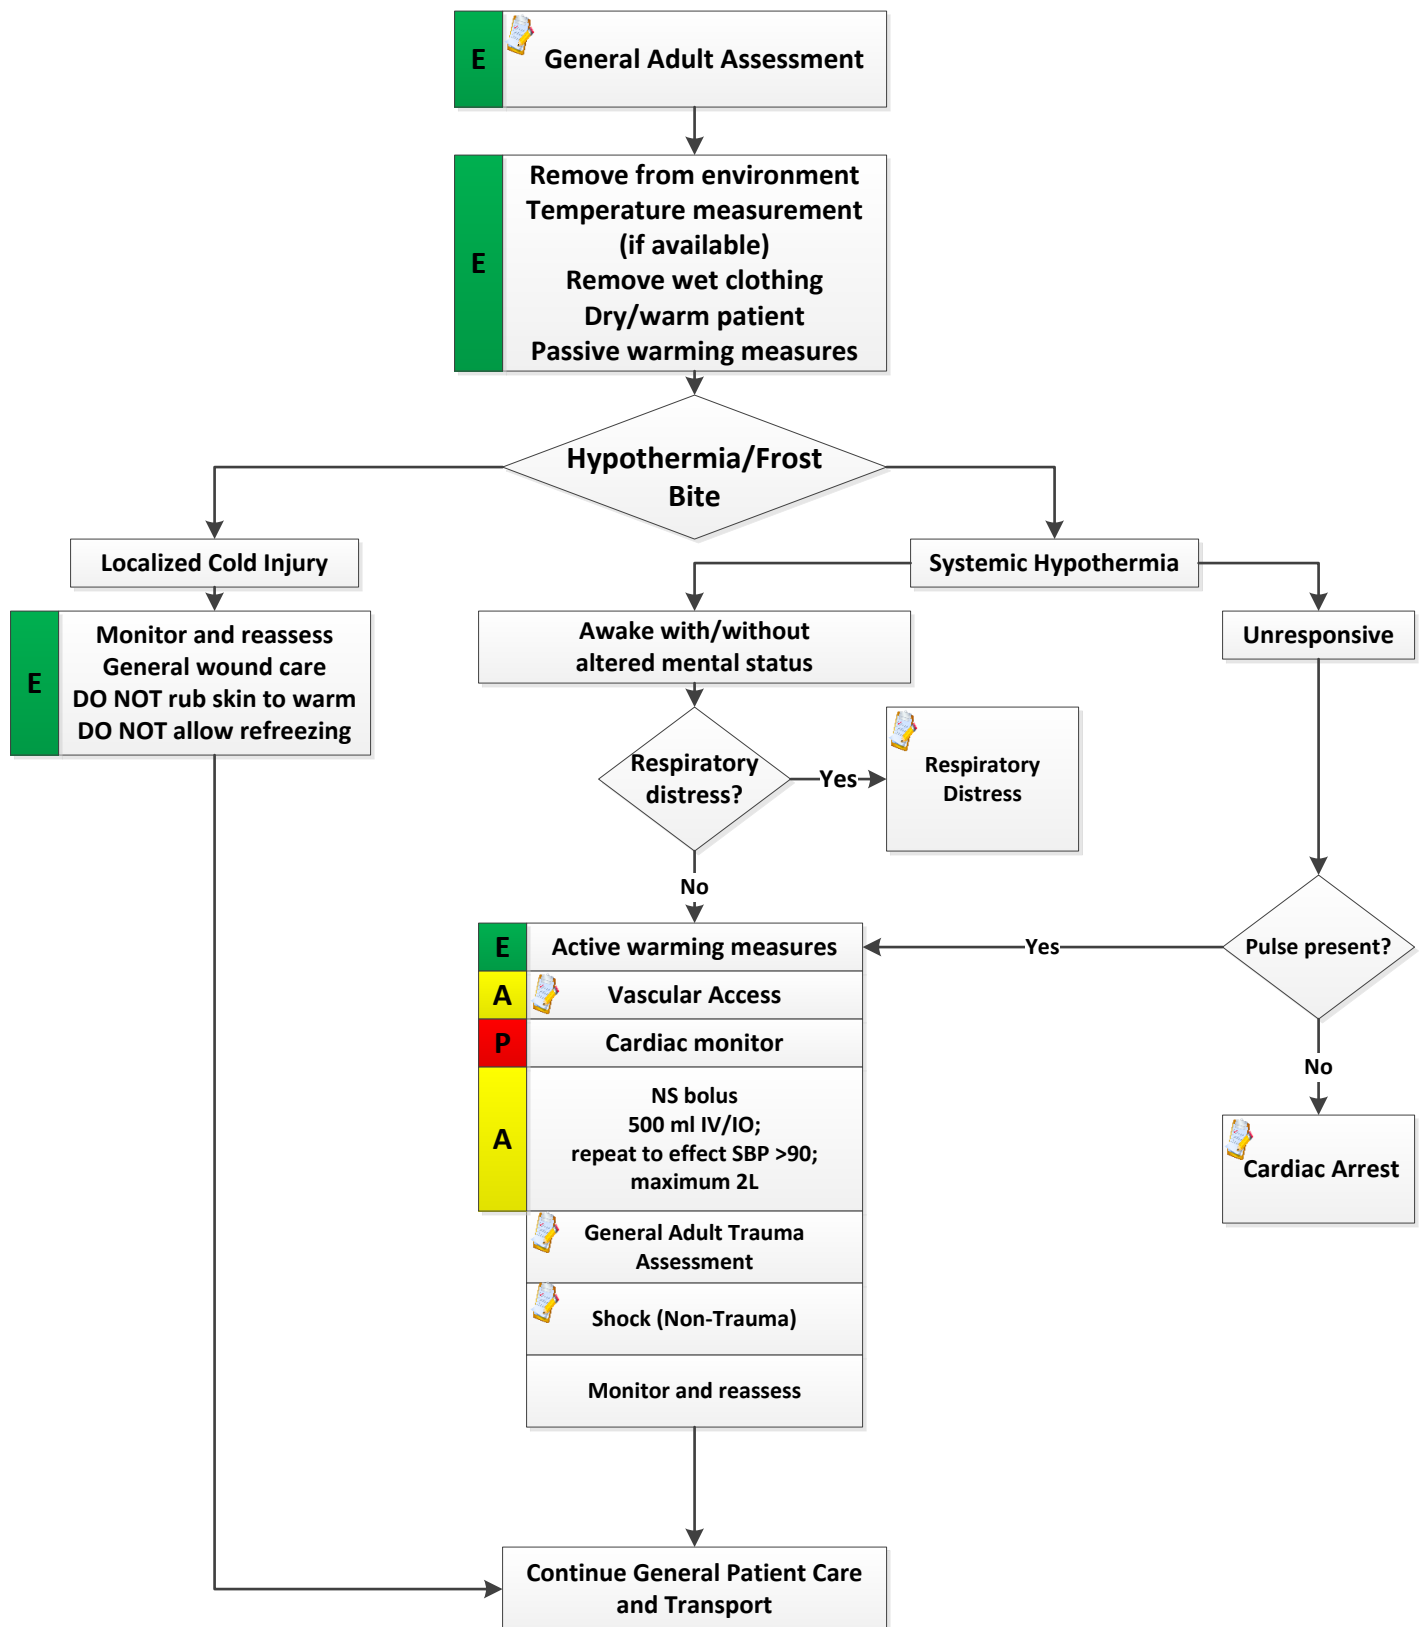 E
General Adult Assessment
E
Remove from environment
Temperature measurement
(if available)
Remove wet clothing
Dry/warm patient
Passive warming measures
Hypothermia/Frost
Bite
Localized Cold Injury
Systemic Hypothermia
E
Monitor and reassess
General wound care
DO NOT rub skin to warm
DO NOT allow refreezing
Awake with/without
altered mental status
Unresponsive
Respiratory
distress?
Yes
Respiratory
Distress
No
E
Active warming measures
Yes
Pulse present?
A
Vascular Access
P
Cardiac monitor
No
A
NS bolus
500 ml IV/IO;
repeat to effect SBP >90;
maximum 2L
Cardiac Arrest
General Adult Trauma
Assessment
Shock (Non-Trauma)
Monitor and reassess
Continue General Patient Care
and Transport